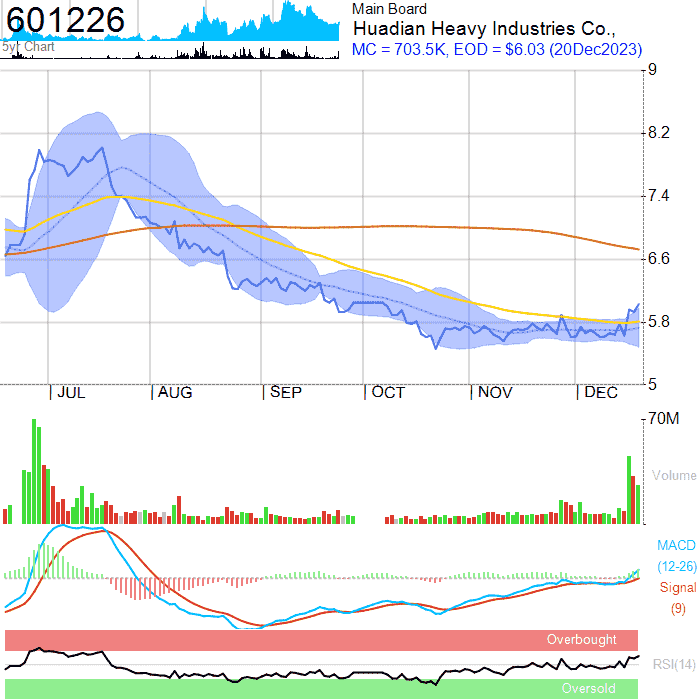 601226
5yr Chart
Main Board
Huadian Heavy Industries Co.,
MC = 703.5K, EOD = $6.03 (20Dec2023)
9
8.2
7.4
6.6
5.8
5
JUL AUG SEP OCT NOV DEC
70M
Volume
MACD
(12-26)
Signal
(9)
Overbought
RSI(14)
Oversold